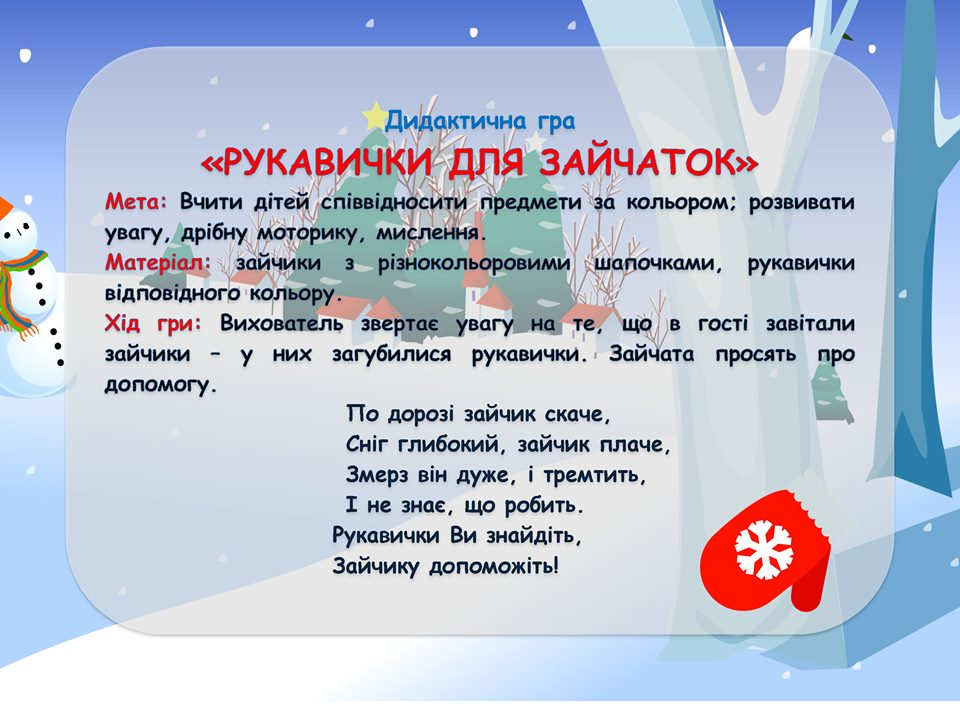 Дидактична гра
«РУКАВИЧКИ ДЛЯ ЗАЙЧАТОК»
Мета: Вчити дітей співвідносити предмети за кольором; розвивати
увагу, дрібну моторику, мислення.
Матеріал: зайчики з різнокольоровими шапочками, рукавички
відповідного кольору.
Хід гри: Вихователь звертає увагу на те, що в гості завітали
зайчики – у них загубилися рукавички. Зайчата просять про
допомогу.
По дорозі зайчик скаче,
Сніг глибокий, зайчик плаче,
Змерз він дуже, і тремтить,
І не знає, що робить.
Рукавички Ви знайдіть,
Зайчику допоможіть!